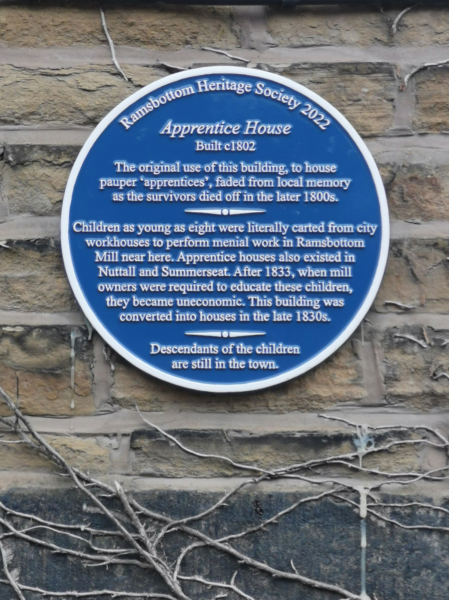 Ramsbottom Heritage Society 2022
Apprentice House
Built c1802
The original use of this building, to house
pauper ‘apprentices’, faded from local memory
as the survivors died off in the later 1800s.
Children as young as eight were literally carted from city
workhouses to perform menial work in Ramsbottom
Mill near here. Apprentice houses also existed in
Nuttall and Summerseat. After 1833, when mill
owners were required to educate these children,
they became uneconomic. This building was
converted into houses in the late 1830s.
Descendants of the children
are still in the town.